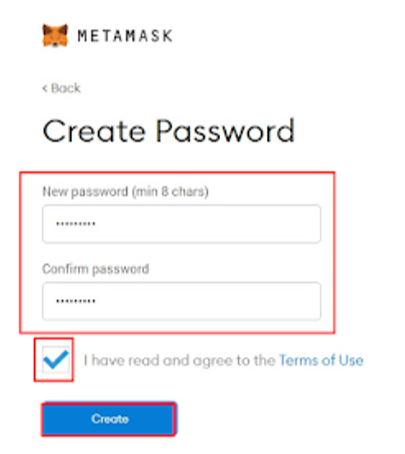 METAMASK
< Back
Create Password
New password (min 8 chars)
•••••••••
Confirm password
•••••••••
I have read and agree to the Terms of Use
Create